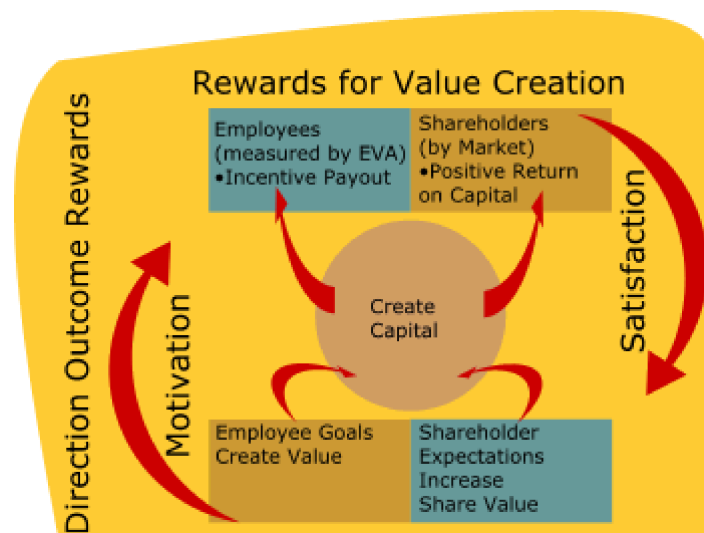 Rewards for Value Creation
Employees
(measured by EVA)
•Incentive Payout
Shareholders
(by Market)
•Positive Return
on Capital
Direction Outcome Rewards
Motivation
Satisfaction
Create
Capital
Employee Goals
Create Value
Shareholder
Expectations
Increase
Share Value